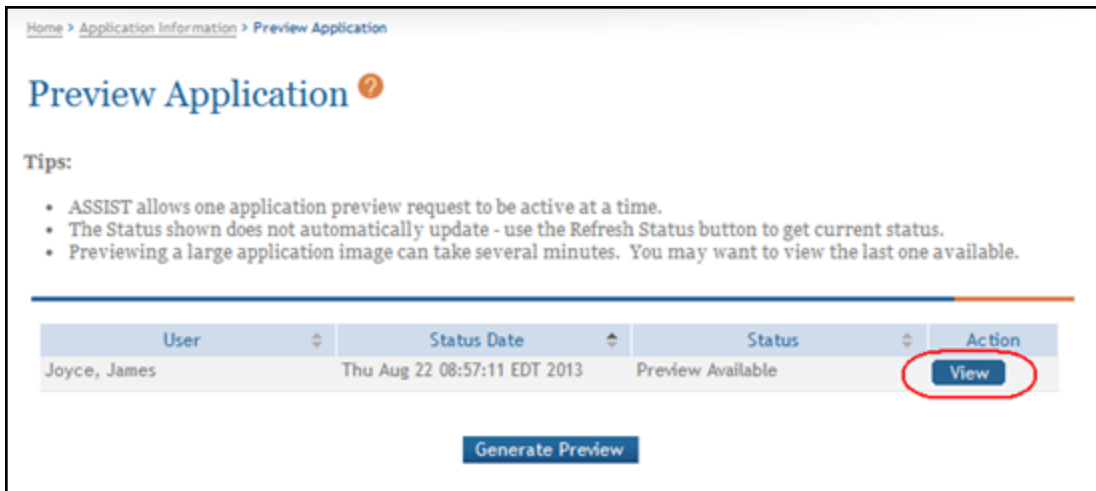 Home > Application Information > Preview Application
Preview Application ?
Tips:
• ASSIST allows one application preview request to be active at a time.
• The Status shown does not automatically update - use the Refresh Status button to get current status.
• Previewing a large application image can take several minutes. You may want to view the last one available.
User Status Date Status Action
Joyce, James Thu Aug 22 08:57:11 EDT 2013 Preview Available View
Generate Preview